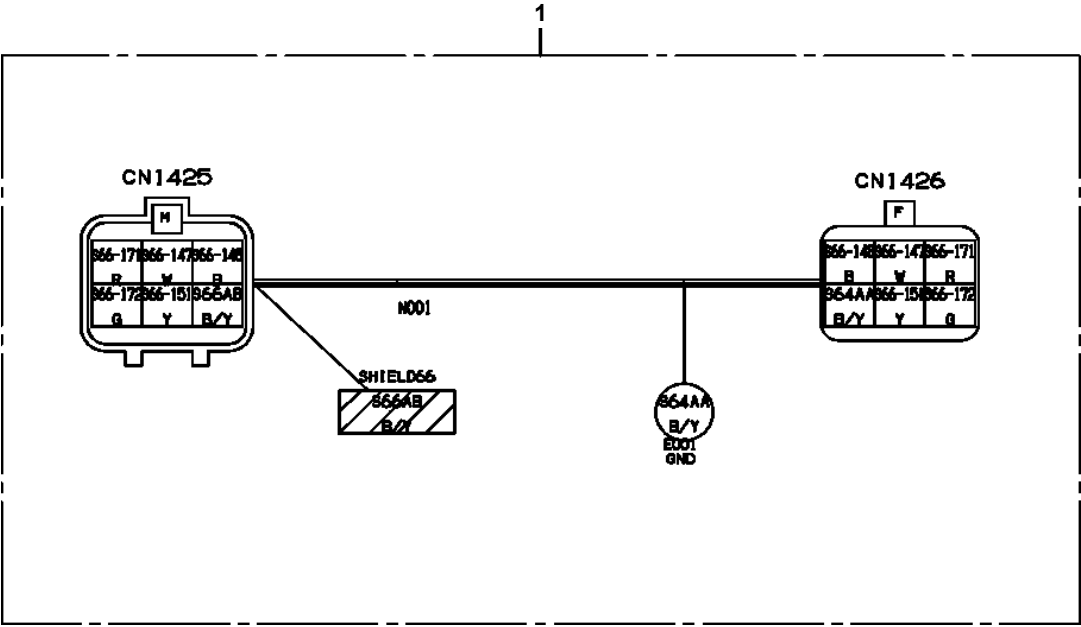 1
CN1425
M
S66-171 S66-147 S66-148
R W B
S66-172 S66-151 S66AB
G Y B/Y
CN1426
F
S66-148 S66-147 S66-171
B W R
S64AA S66-151 S66-172
B/Y Y G
N001
SHIELD66
S66AB
B/Y
S64AA
B/Y
E001
GND